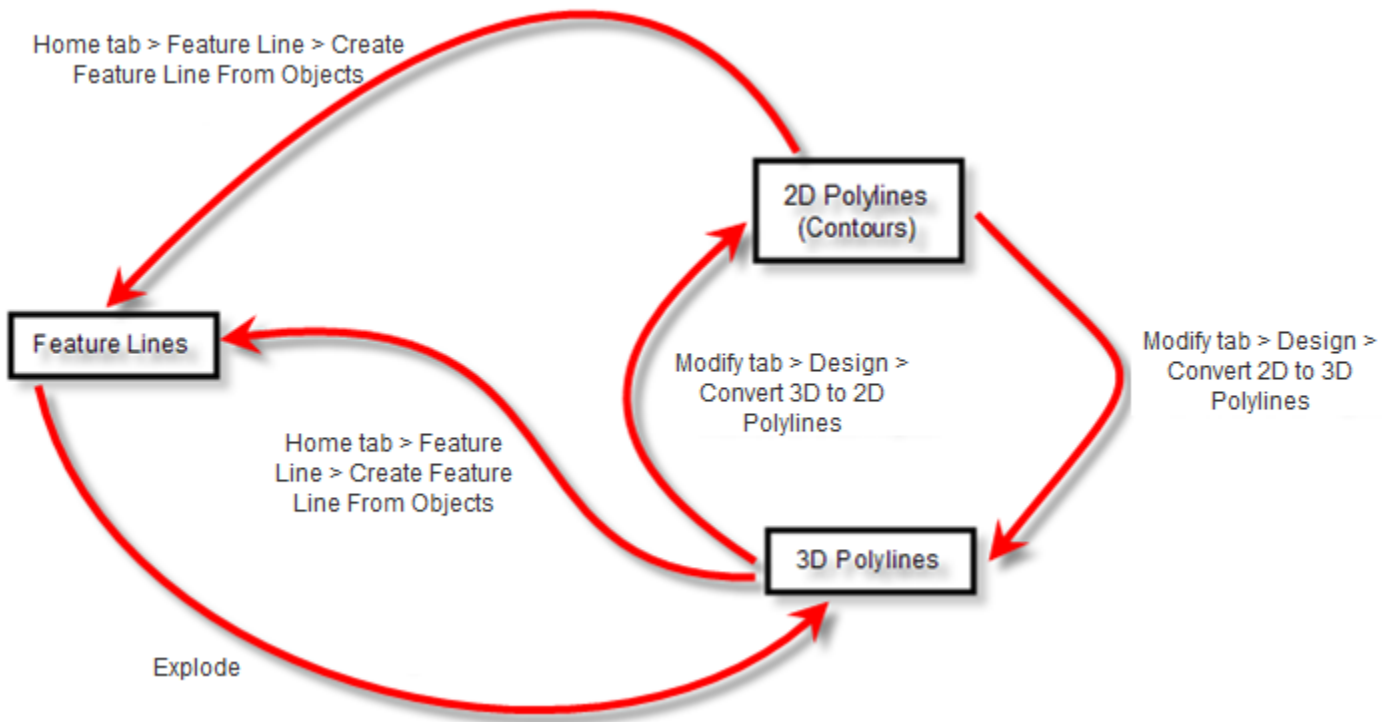 Home tab > Feature Line > Create
Feature Line From Objects
2D Polylines
(Contours)
Feature Lines
Modify tab > Design >
Convert 3D to 2D
Polylines
Modify tab > Design >
Convert 2D to 3D
Polylines
Home tab > Feature
Line > Create Feature
Line From Objects
3D Polylines
Explode